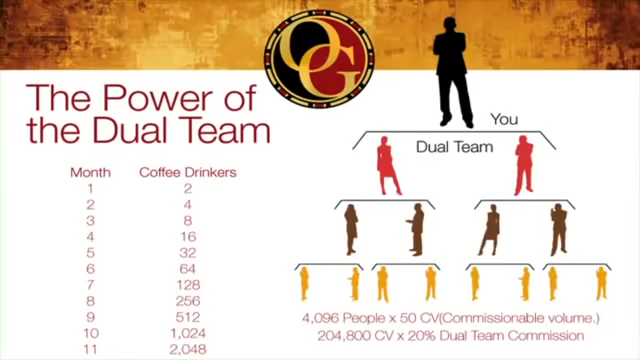 OG
The Power of
the Dual Team
You
Dual Team
Month Coffee Drinkers
1 2
2 4
3 8
4 16
5 32
6 64
7 128
8 256
9 512
10 1,024
11 2,048
4,096 People x 50 CV(Commissionable volume.)
204,800 CV x 20% Dual Team Commission